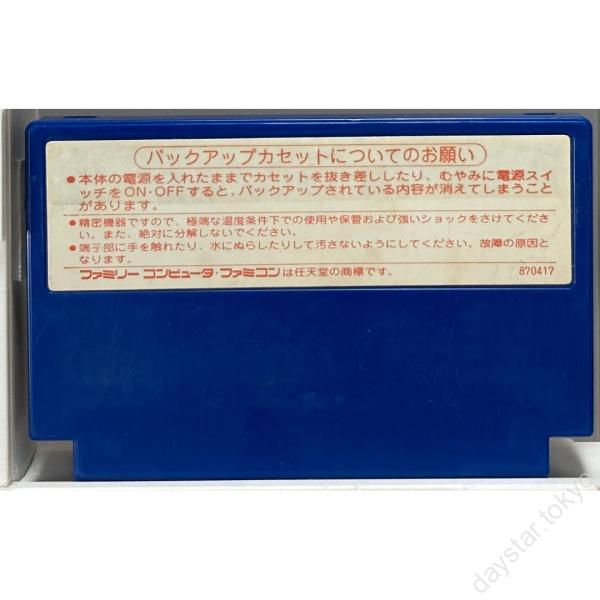 バックアップカセットについてのお願い
●本体の電源を入れたままでカセットを抜き差ししたり、むやみに電源スイ
ッチをON・OFFすると、バックアップされている内容が消えてしまうこと
があります。
●精密機器ですので、極端な温度条件下での使用や保管および強いショックをさけてくださ
い。また、絶対に分解しないでください。
●端子部に手を触れたり、水にぬらしたりして汚さないようにしてください。故障の原因と
なります。
ファミリーコンピュータ・ファミコンは任天堂の商標です。
870417
daystar.tokyo